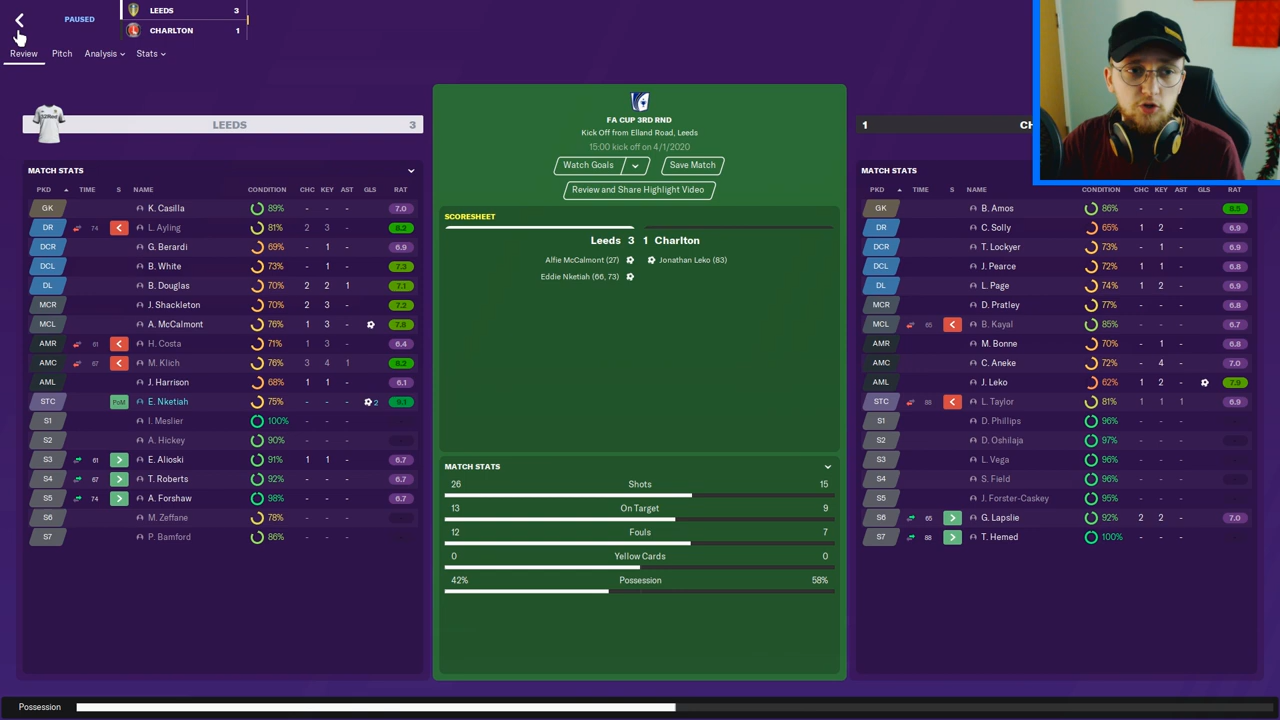 PAUSED
LEEDS 3
CHARLTON 1
Review Pitch Analysis Stats
LEEDS 3
MATCH STATS
PKD TIME S NAME CONDITION CHC KEY AST GLS RAT
GK K. Casilla 89% - - - 7.0
DR 74 L. Ayling 81% 2 3 - 8.2
DCR G. Berardi 69% - 1 - 6.9
DCL B. White 73% - 1 - 7.3
DL B. Douglas 70% 2 2 1 7.1
MCR J. Shackleton 70% 2 3 - 7.2
MCL A. McCalmont 76% 1 3 - 7.8
AMR 61 H. Costa 71% 1 3 - 6.4
AMC 67 M. Klich 76% 3 4 1 8.2
AML J. Harrison 68% 1 1 - 6.1
STC PoM E. Nketiah 75% - - - 2 9.1
S1 I. Meslier 100%
S2 A. Hickey 90% - - - -
S3 61 E. Alioski 91% 1 1 - 6.7
S4 67 T. Roberts 92% - - - 6.7
S5 74 A. Forshaw 98% - - - 6.7
S6 M. Zeffane 78% - - - -
S7 P. Bamford 86% - - - -
FA CUP 3RD RND
Kick Off from Elland Road, Leeds
15:00 kick off on 4/1/2020
Watch Goals Save Match
Review and Share Highlight Video
SCORESHEET
Leeds 3 1 Charlton
Alfie McCalmont (27) Jonathan Leko (83)
Eddie Nketiah (66, 73)
MATCH STATS
26 Shots 15
13 On Target 9
12 Fouls 7
0 Yellow Cards 0
42% Possession 58%
1 CH
MATCH STATS
PKD TIME S NAME CONDITION CHC KEY AST GLS RAT
GK B. Amos 86% - - - 8.5
DR C. Solly 65% 1 2 - 6.9
DCR T. Lockyer 73% - 1 - 6.9
DCL J. Pearce 72% 1 1 - 6.8
DL L. Page 74% 1 2 - 6.9
MCR D. Pratley 77% - - - 6.8
MCL 65 B. Kayal 85% - - - 6.7
AMR M. Bonne 70% - 1 - 6.8
AMC C. Aneke 72% - 4 - 7.0
AML J. Leko 62% 1 2 - 7.9
STC 88 L. Taylor 81% 1 1 1 6.9
S1 D. Phillips 96%
S2 D. Oshilaja 97%
S3 L. Vega 96%
S4 S. Field 96%
S5 J. Forster-Caskey 95%
S6 65 G. Lapslie 92% 2 2 - 7.0
S7 88 T. Hemed 100% - - -
Possession